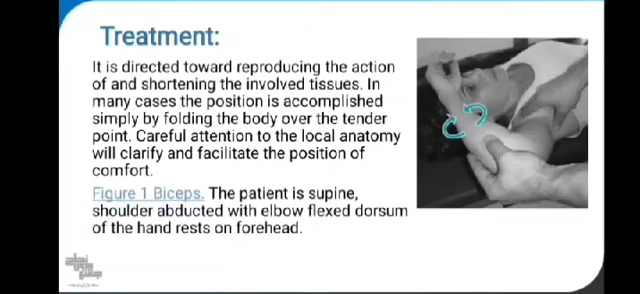 Treatment:
It is directed toward reproducing the action
of and shortening the involved tissues. In
many cases the position is accomplished
simply by folding the body over the tender
point. Careful attention to the local anatomy
will clarify and facilitate the position of
comfort.
Figure 1 Biceps. The patient is supine,
shoulder abducted with elbow flexed dorsum
of the hand rests on forehead.